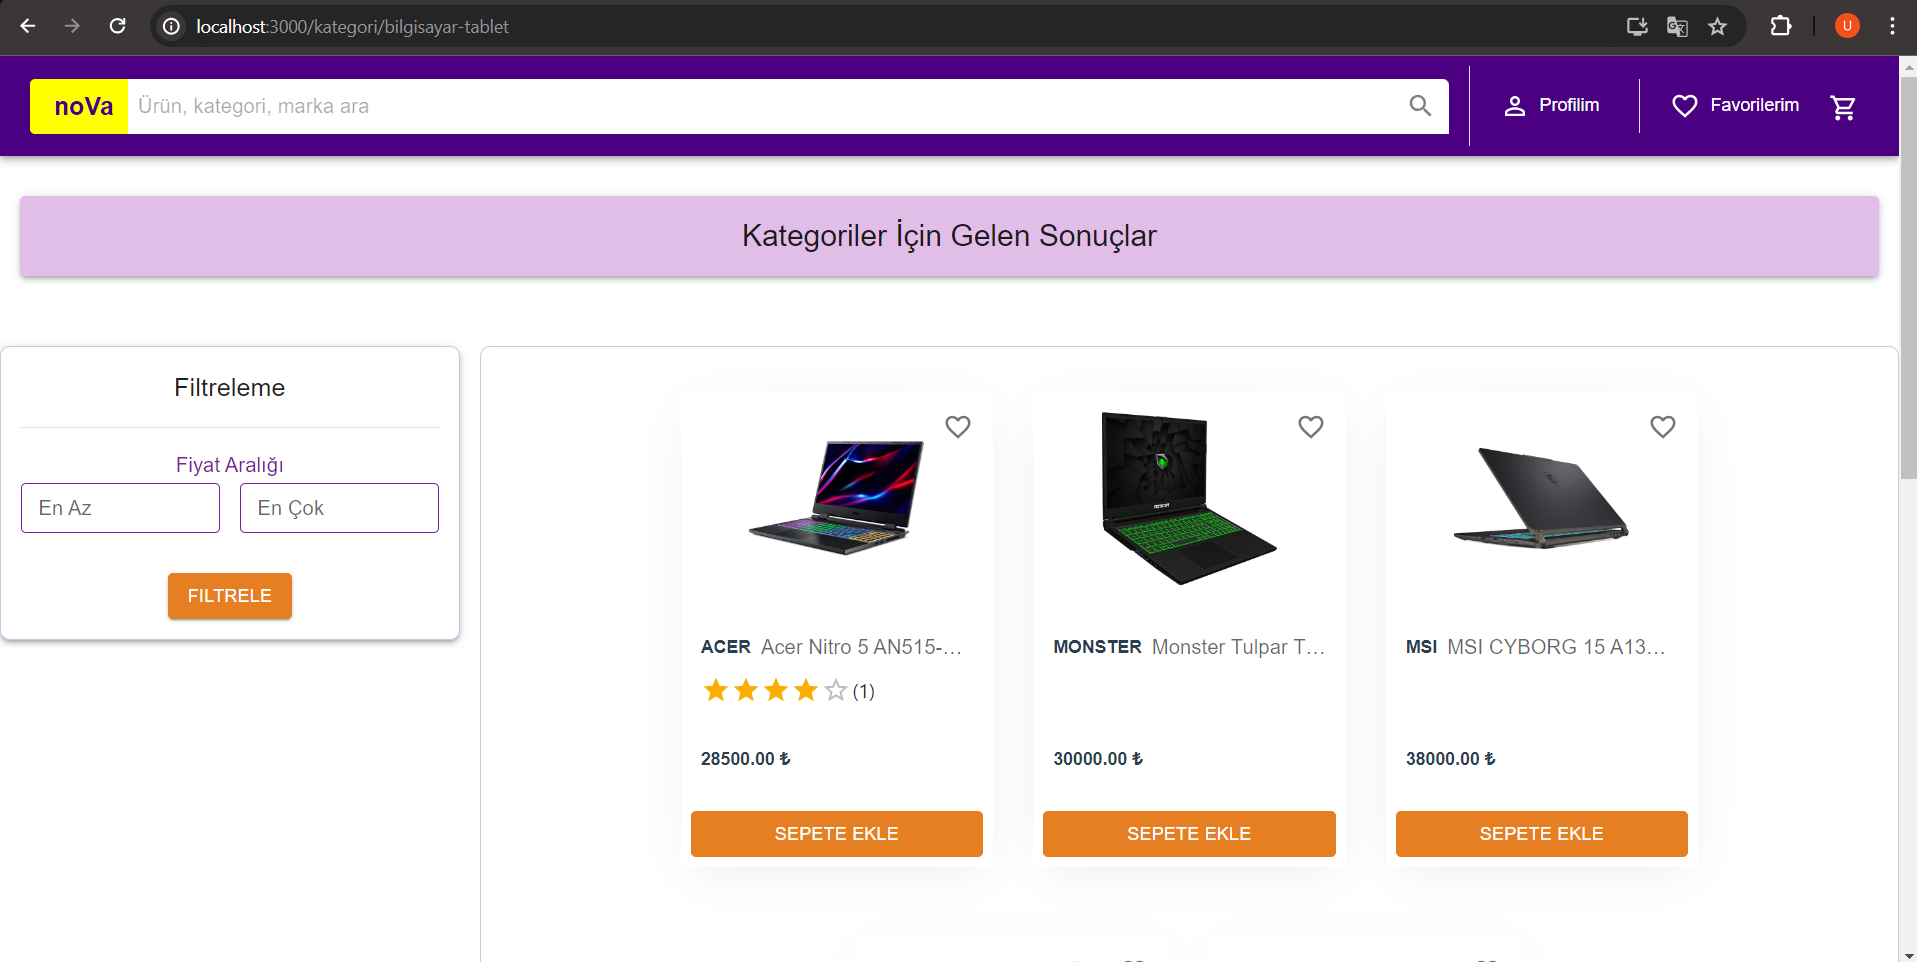 localhost:3000/kategori/bilgisayar-tablet
U
noVa
Ürün, kategori, marka ara
Profilim
Favorilerim
Kategoriler İçin Gelen Sonuçlar
Filtreleme
Fiyat Aralığı
En Az
En Çok
FILTRELE
ACER Acer Nitro 5 AN515-...
(1)
28500.00 ₺
SEPETE EKLE
MONSTER Monster Tulpar T...
30000.00 ₺
SEPETE EKLE
MSI MSI CYBORG 15 A13...
38000.00 ₺
SEPETE EKLE